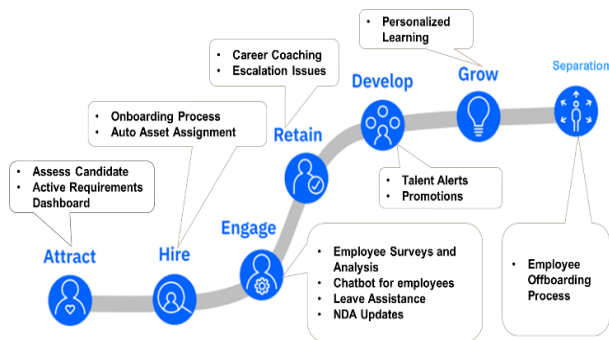 Personalized
Learning
Career Coaching
Escalation Issues
Grow
Separation
Develop
Onboarding Process
Auto Asset Assignment
Retain
Assess Candidate
Active Requirements
Dashboard
Talent Alerts
Promotions
Engage
Attract
Hire
Employee Surveys and
Analysis
Chatbot for employees
Leave Assistance
NDA Updates
Employee
Offboarding
Process